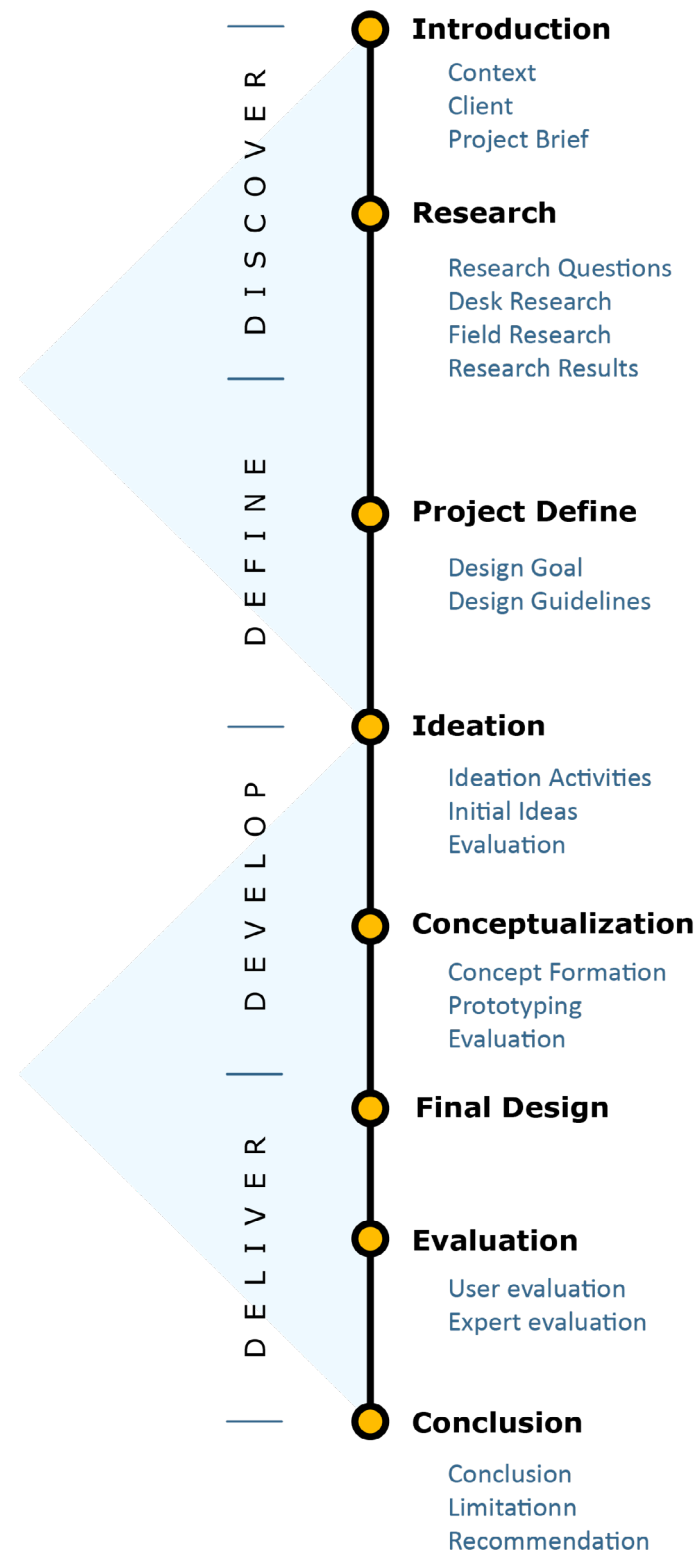 DISCOVER
Introduction
Context
Client
Project Brief
Research
Research Questions
Desk Research
Field Research
Research Results
DEFINE
Project Define
Design Goal
Design Guidelines
DEVELOP
Ideation
Ideation Activities
Initial Ideas
Evaluation
Conceptualization
Concept Formation
Prototyping
Evaluation
DELIVER
Final Design
Evaluation
User evaluation
Expert evaluation
Conclusion
Conclusion
Limitationn
Recommendation